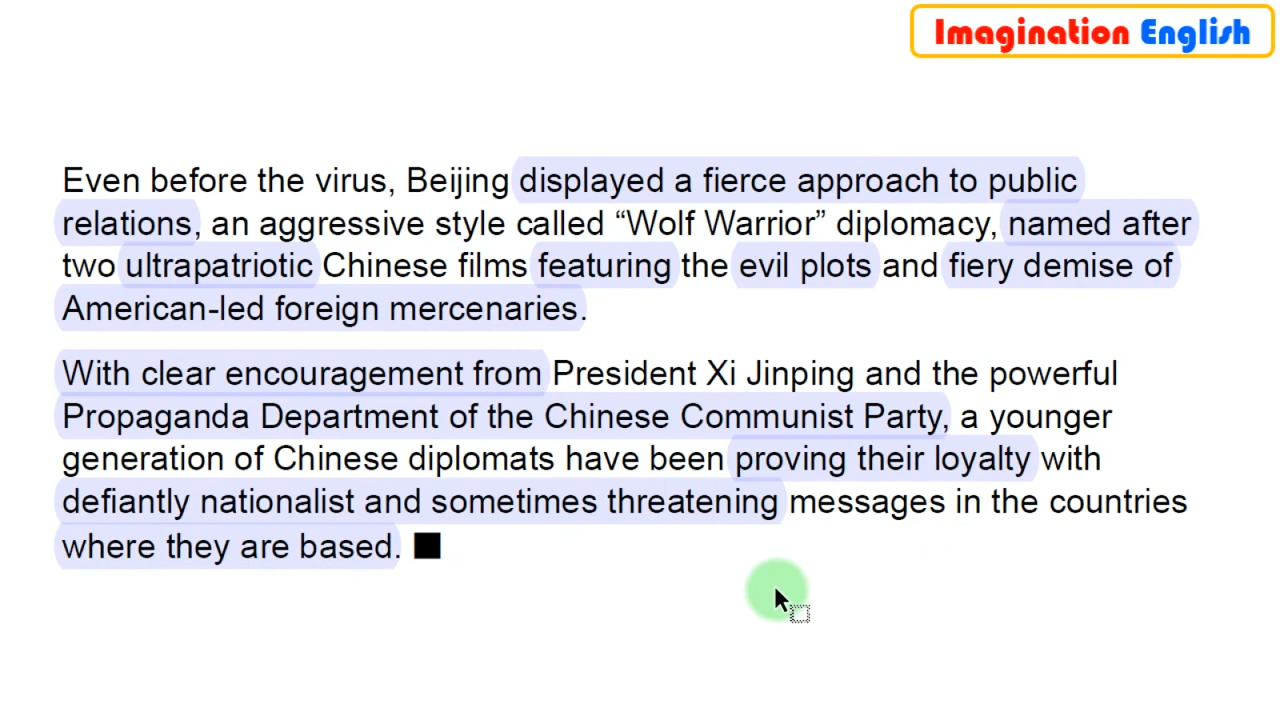 Imagination English
Even before the virus, Beijing displayed a fierce approach to public
relations, an aggressive style called “Wolf Warrior” diplomacy, named after
two ultrapatriotic Chinese films featuring the evil plots and fiery demise of
American-led foreign mercenaries.
With clear encouragement from President Xi Jinping and the powerful
Propaganda Department of the Chinese Communist Party, a younger
generation of Chinese diplomats have been proving their loyalty with
defiantly nationalist and sometimes threatening messages in the countries
where they are based. ■